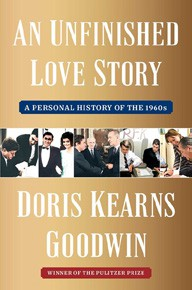 AN UNFINISHED
LOVE STORY
A PERSONAL HISTORY OF THE 1960s
DORIS KEARNS
GOODWIN
WINNER OF THE PULITZER PRIZE